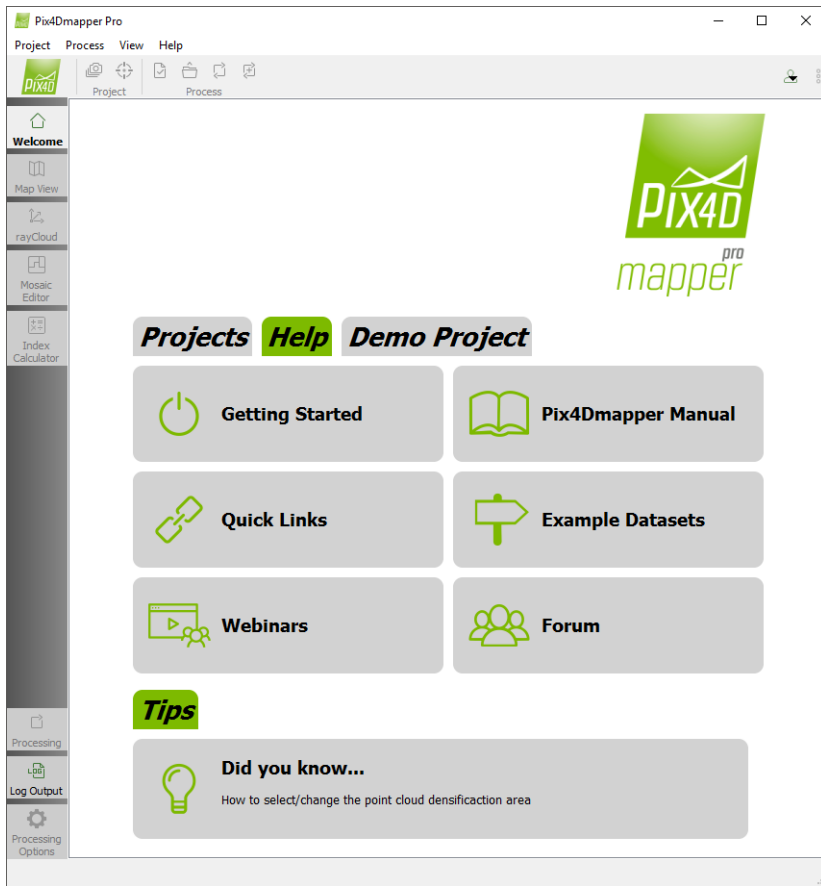 Pix4Dmapper Pro
Project Process View Help
PIX4D
Project
Process
Welcome
Map View
rayCloud
Mosaic
Editor
Index
Calculator
PIX4D
pro
mapper
Projects Help Demo Project
Getting Started
Pix4Dmapper Manual
Quick Links
Example Datasets
Webinars
Forum
Tips
Did you know...
How to select/change the point cloud densificaction area
Processing
LOG
Log Output
Processing
Options